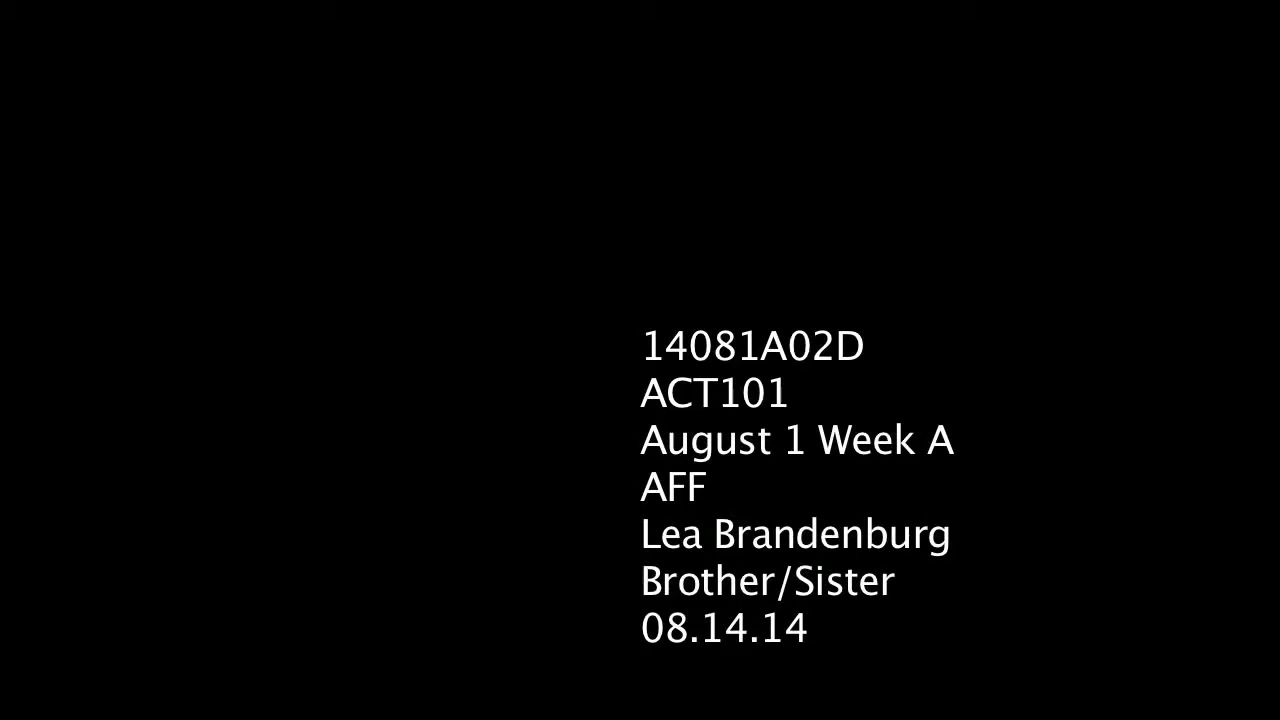 14081A02D
ACT101
August 1 Week A
AFF
Lea Brandenburg
Brother/Sister
08.14.14